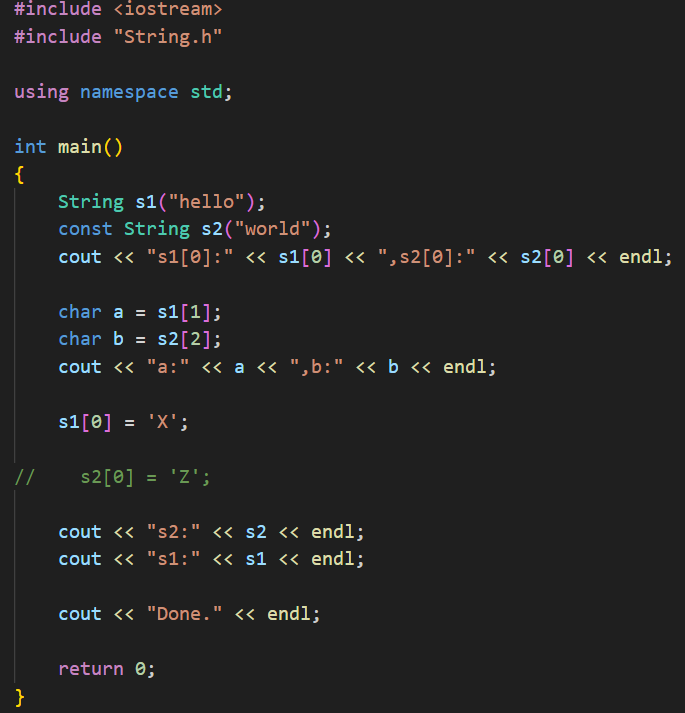 #include <iostream>
#include "String.h"

using namespace std;

int main()
{
    String s1("hello");
    const String s2("world");
    cout << "s1[0]:" << s1[0] << ",s2[0]:" << s2[0] << endl;

    char a = s1[1];
    char b = s2[2];
    cout << "a:" << a << ",b:" << b << endl;

    s1[0] = 'X';

//    s2[0] = 'Z';

    cout << "s2:" << s2 << endl;
    cout << "s1:" << s1 << endl;

    cout << "Done." << endl;

    return 0;
}